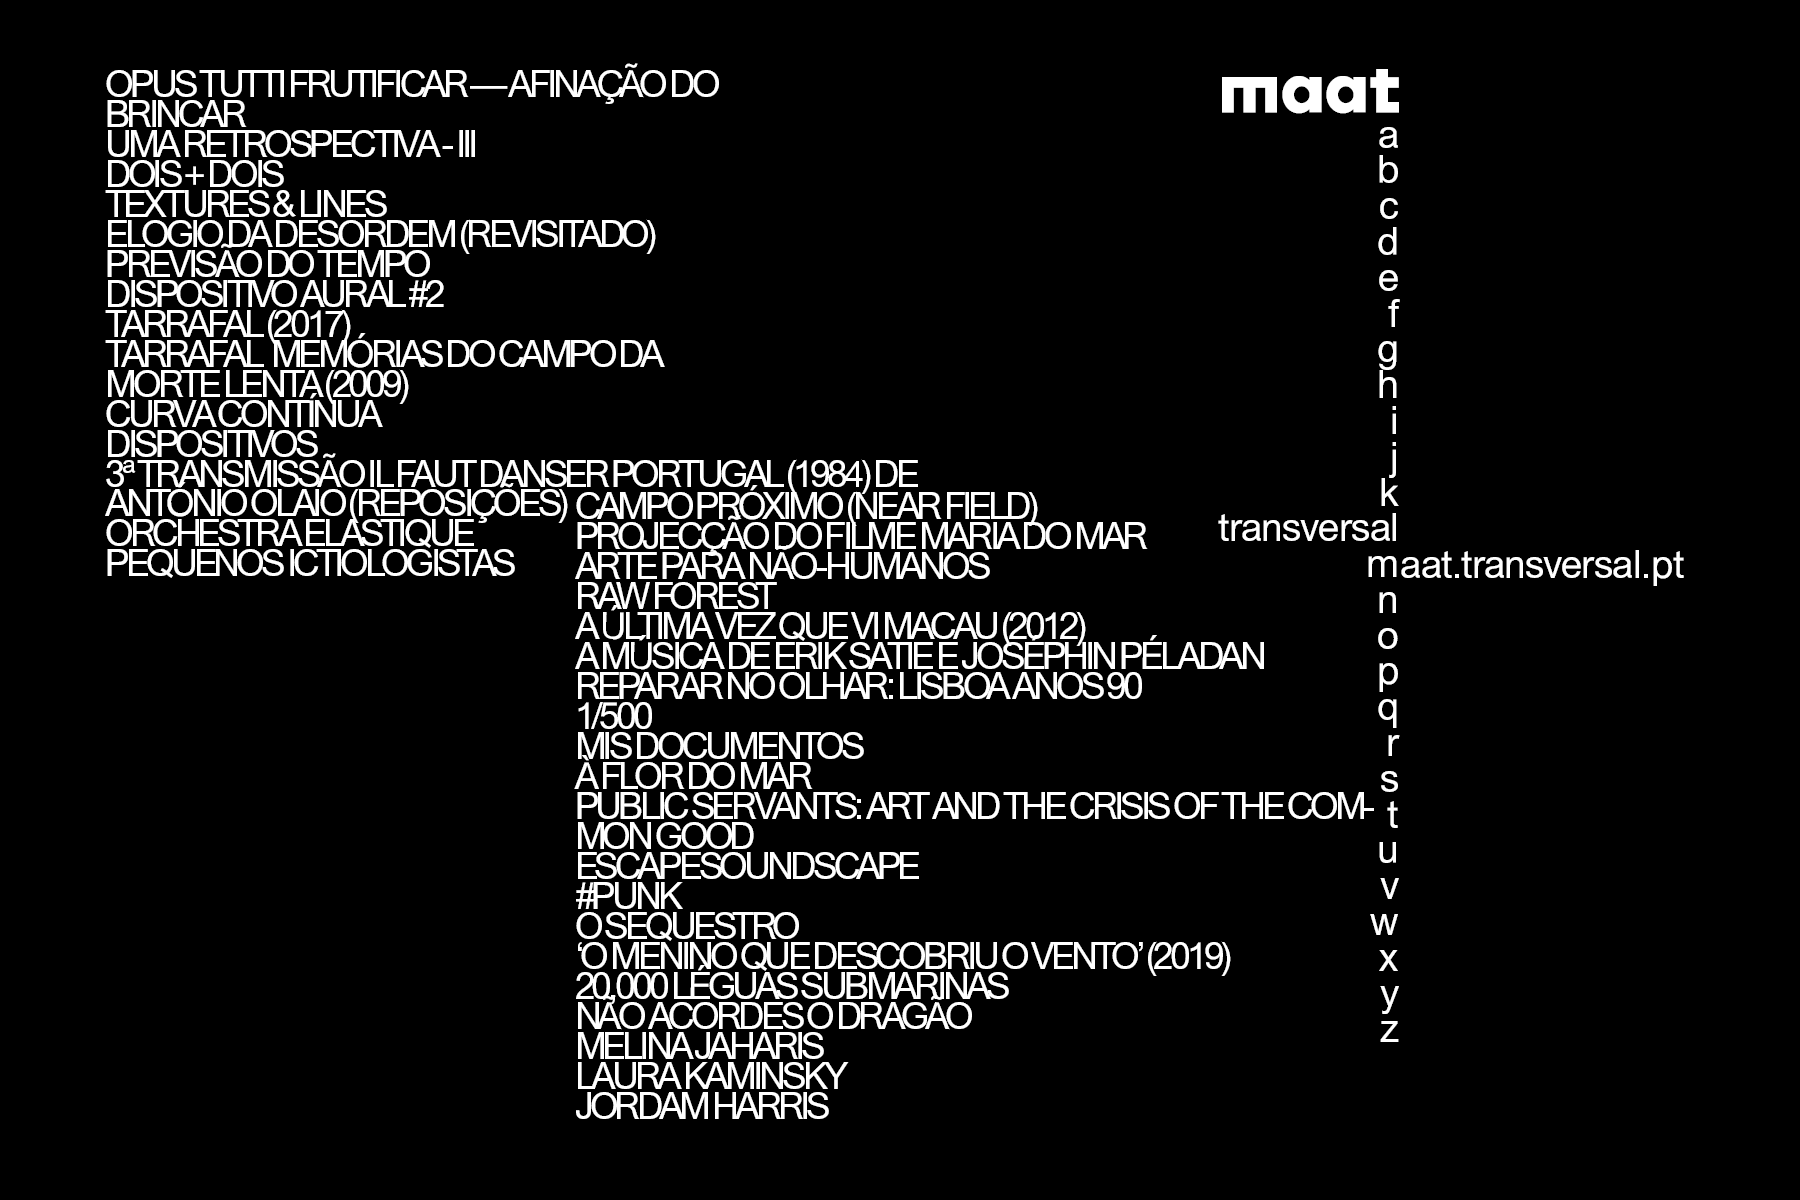 OPUS TUTTI FRUTIFICAR — AFINAÇÃO DO
BRINCAR
UMA RETROSPECTIVA - III
DOIS + DOIS
TEXTURES & LINES
ELOGIO DA DESORDEM (REVISITADO)
PREVISÃO DO TEMPO
DISPOSITIVO AURAL #2
TARRAFAL (2017)
TARRAFAL MEMÓRIAS DO CAMPO DA
MORTE LENTA (2009)
CURVA CONTÍNUA
DISPOSITIVOS
3ª TRANSMISSÃO IL FAUT DANSER PORTUGAL (1984) DE
ANTONIO OLAIO (REPOSIÇÕES)
ORCHESTRA ELASTIQUE
PEQUENOS ICTIOLOGISTAS
CAMPO PRÓXIMO (NEAR FIELD)
PROJECÇÃO DO FILME MARIA DO MAR
ARTE PARA NÃO-HUMANOS
RAW FOREST
A ÚLTIMA VEZ QUE VI MACAU (2012)
A MÚSICA DE ERIK SATIE E JOSÉPHIN PÉLADAN
REPARAR NO OLHAR: LISBOA ANOS 90
1/500
MIS DOCUMENTOS
À FLOR DO MAR
PUBLIC SERVANTS: ART AND THE CRISIS OF THE COM-
MON GOOD
ESCAPESOUNDSCAPE
#PUNK
O SEQUESTRO
‘O MENINO QUE DESCOBRIU O VENTO’ (2019)
20,000 LÉGUAS SUBMARINAS
NÃO ACORDES O DRAGÃO
MELINA JAHARIS
LAURA KAMINSKY
JORDAM HARRIS
maat
a
b
c
d
e
f
g
h
i
j
k
transversal
maat.transversal.pt
n
o
p
q
r
s
t
u
v
w
x
y
z